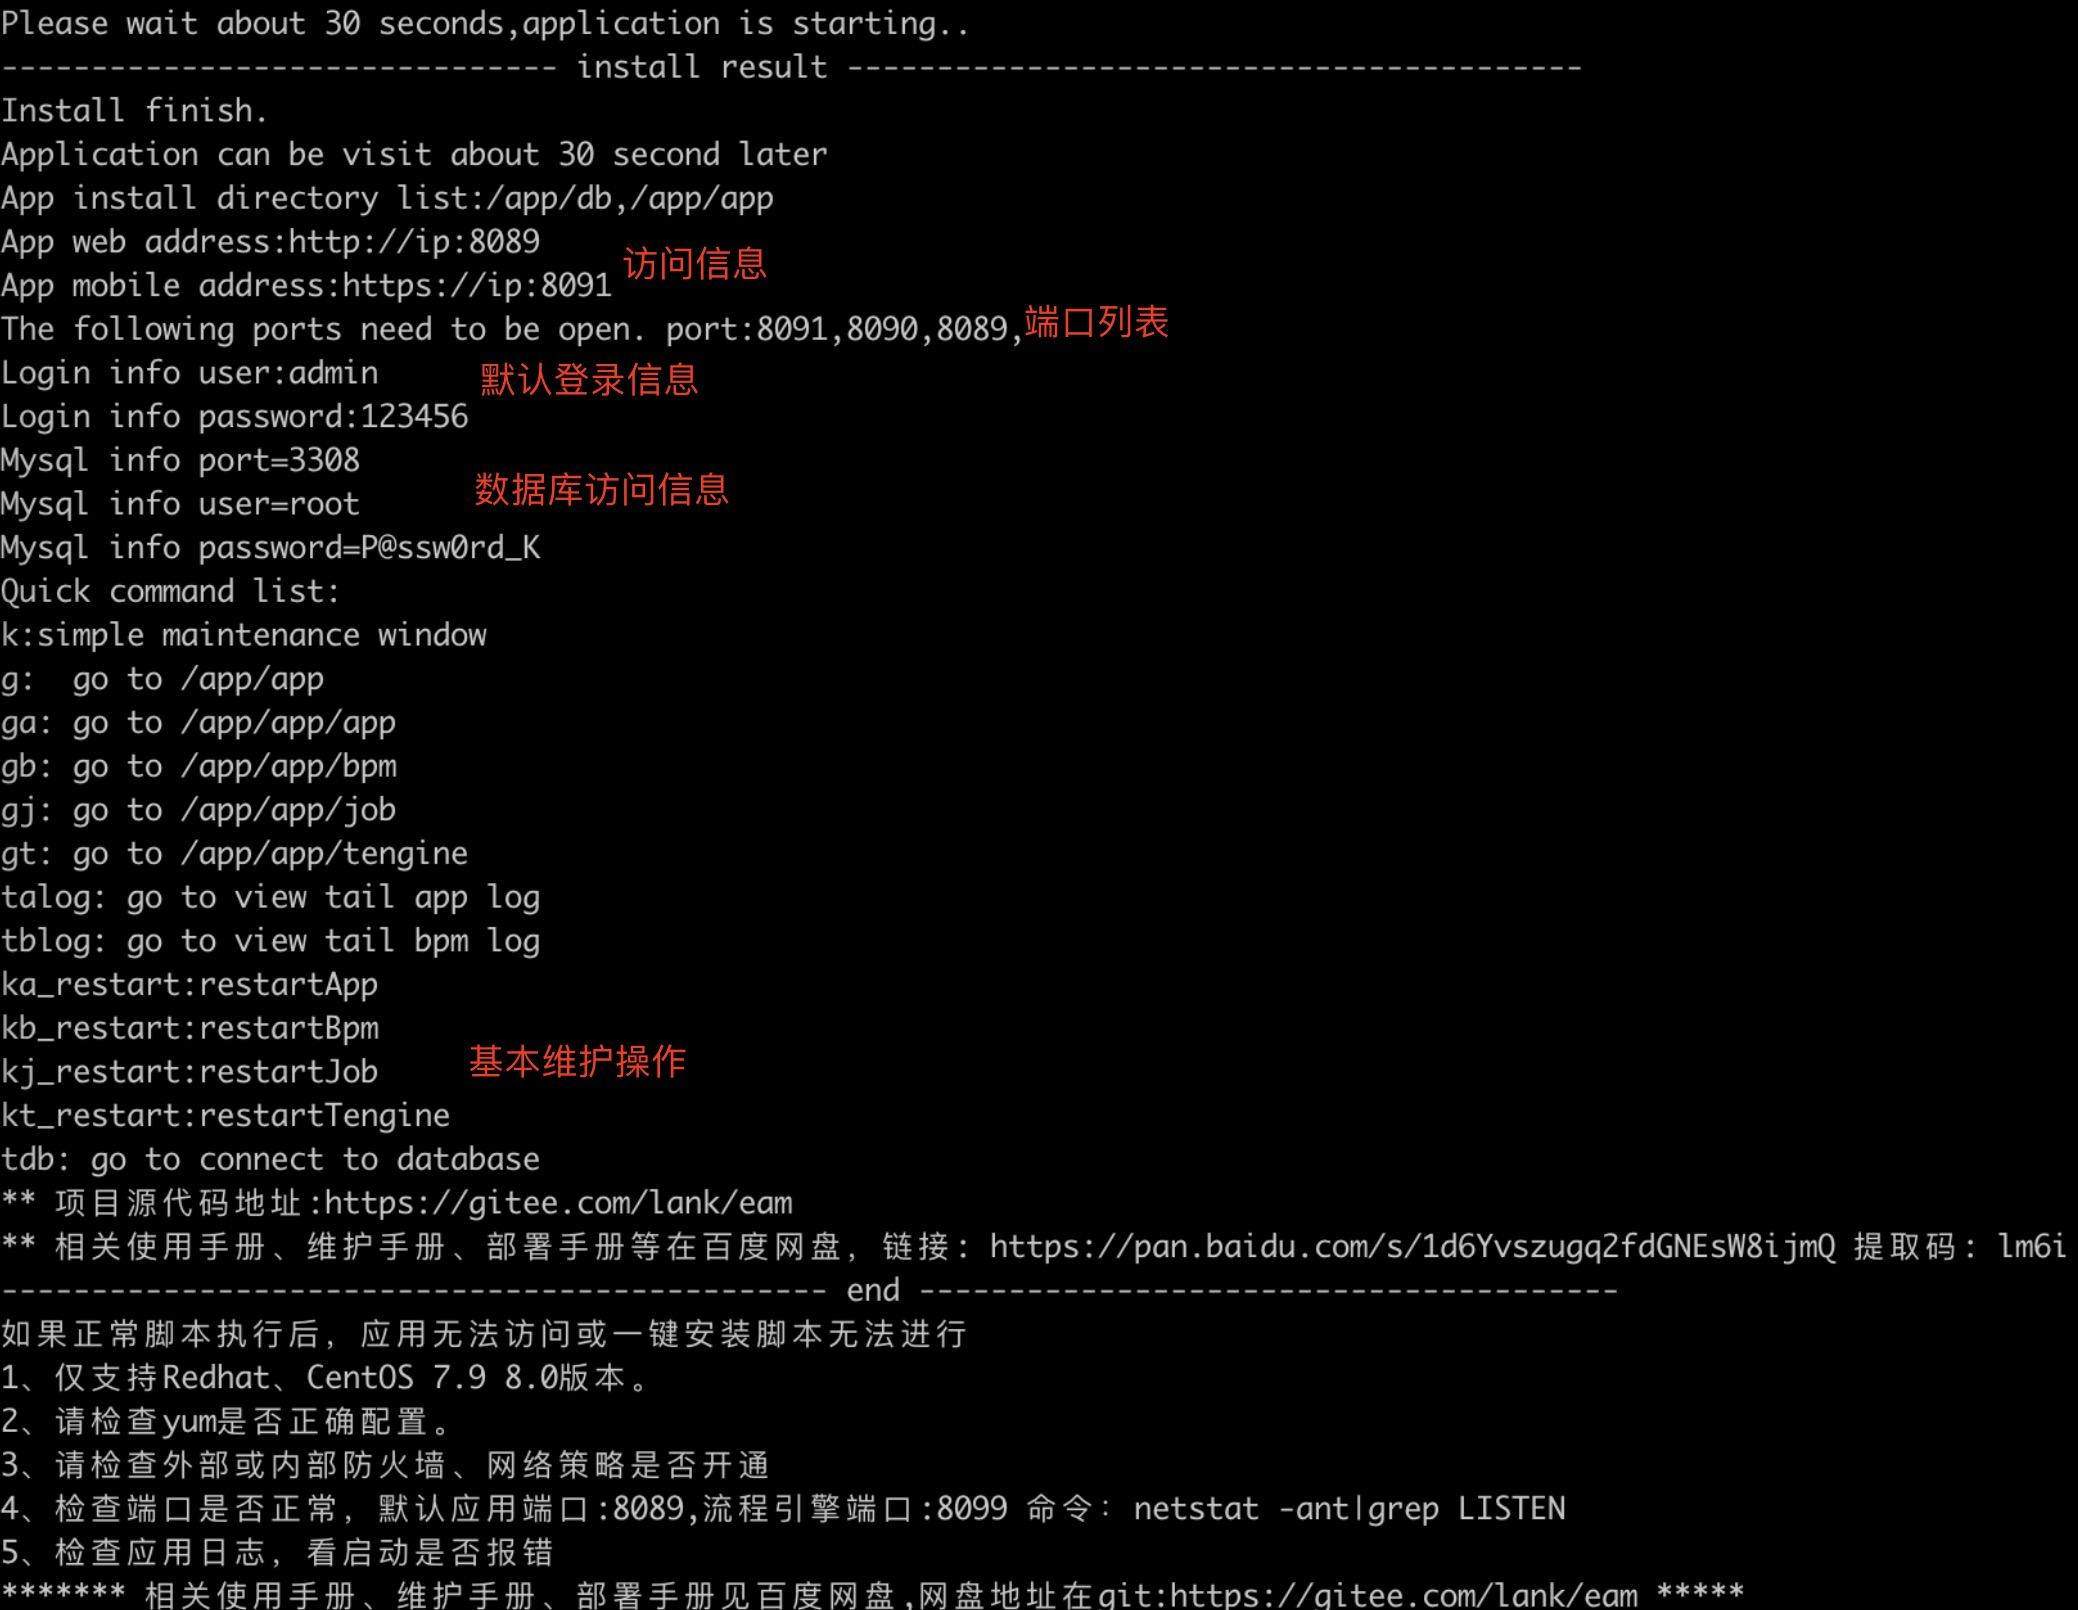 Please wait about 30 seconds,application is starting..
------------------------------- install result -----------------------------------------
Install finish.
Application can be visit about 30 second later
App install directory list:/app/db,/app/app
App web address:http://ip:8089
访问信息
App mobile address:https://ip:8091
The following ports need to be open. port:8091,8090,8089,端口列表
Login info user:admin
默认登录信息
Login info password:123456
Mysql info port=3308
数据库访问信息
Mysql info user=root
Mysql info password=P@ssw0rd_K
Quick command list:
k:simple maintenance window
g:  go to /app/app
ga: go to /app/app/app
gb: go to /app/app/bpm
gj: go to /app/app/job
gt: go to /app/app/tengine
talog: go to view tail app log
tblog: go to view tail bpm log
ka_restart:restartApp
kb_restart:restartBpm
基本维护操作
kj_restart:restartJob
kt_restart:restartTengine
tdb: go to connect to database
** 项目源代码地址:https://gitee.com/lank/eam
** 相关使用手册、维护手册、部署手册等在百度网盘，链接: https://pan.baidu.com/s/1d6Yvszugq2fdGNEsW8ijmQ 提取码: lm6i
---------------------------------------------- end ---------------------------------------
如果正常脚本执行后，应用无法访问或一键安装脚本无法进行
1、仅支持Redhat、CentOS 7.9 8.0版本。
2、请检查yum是否正确配置。
3、请检查外部或内部防火墙、网络策略是否开通
4、检查端口是否正常，默认应用端口:8089,流程引擎端口:8099 命令: netstat -ant|grep LISTEN
5、检查应用日志，看启动是否报错
******* 相关使用手册、维护手册、部署手册见百度网盘,网盘地址在git:https://gitee.com/lank/eam *****